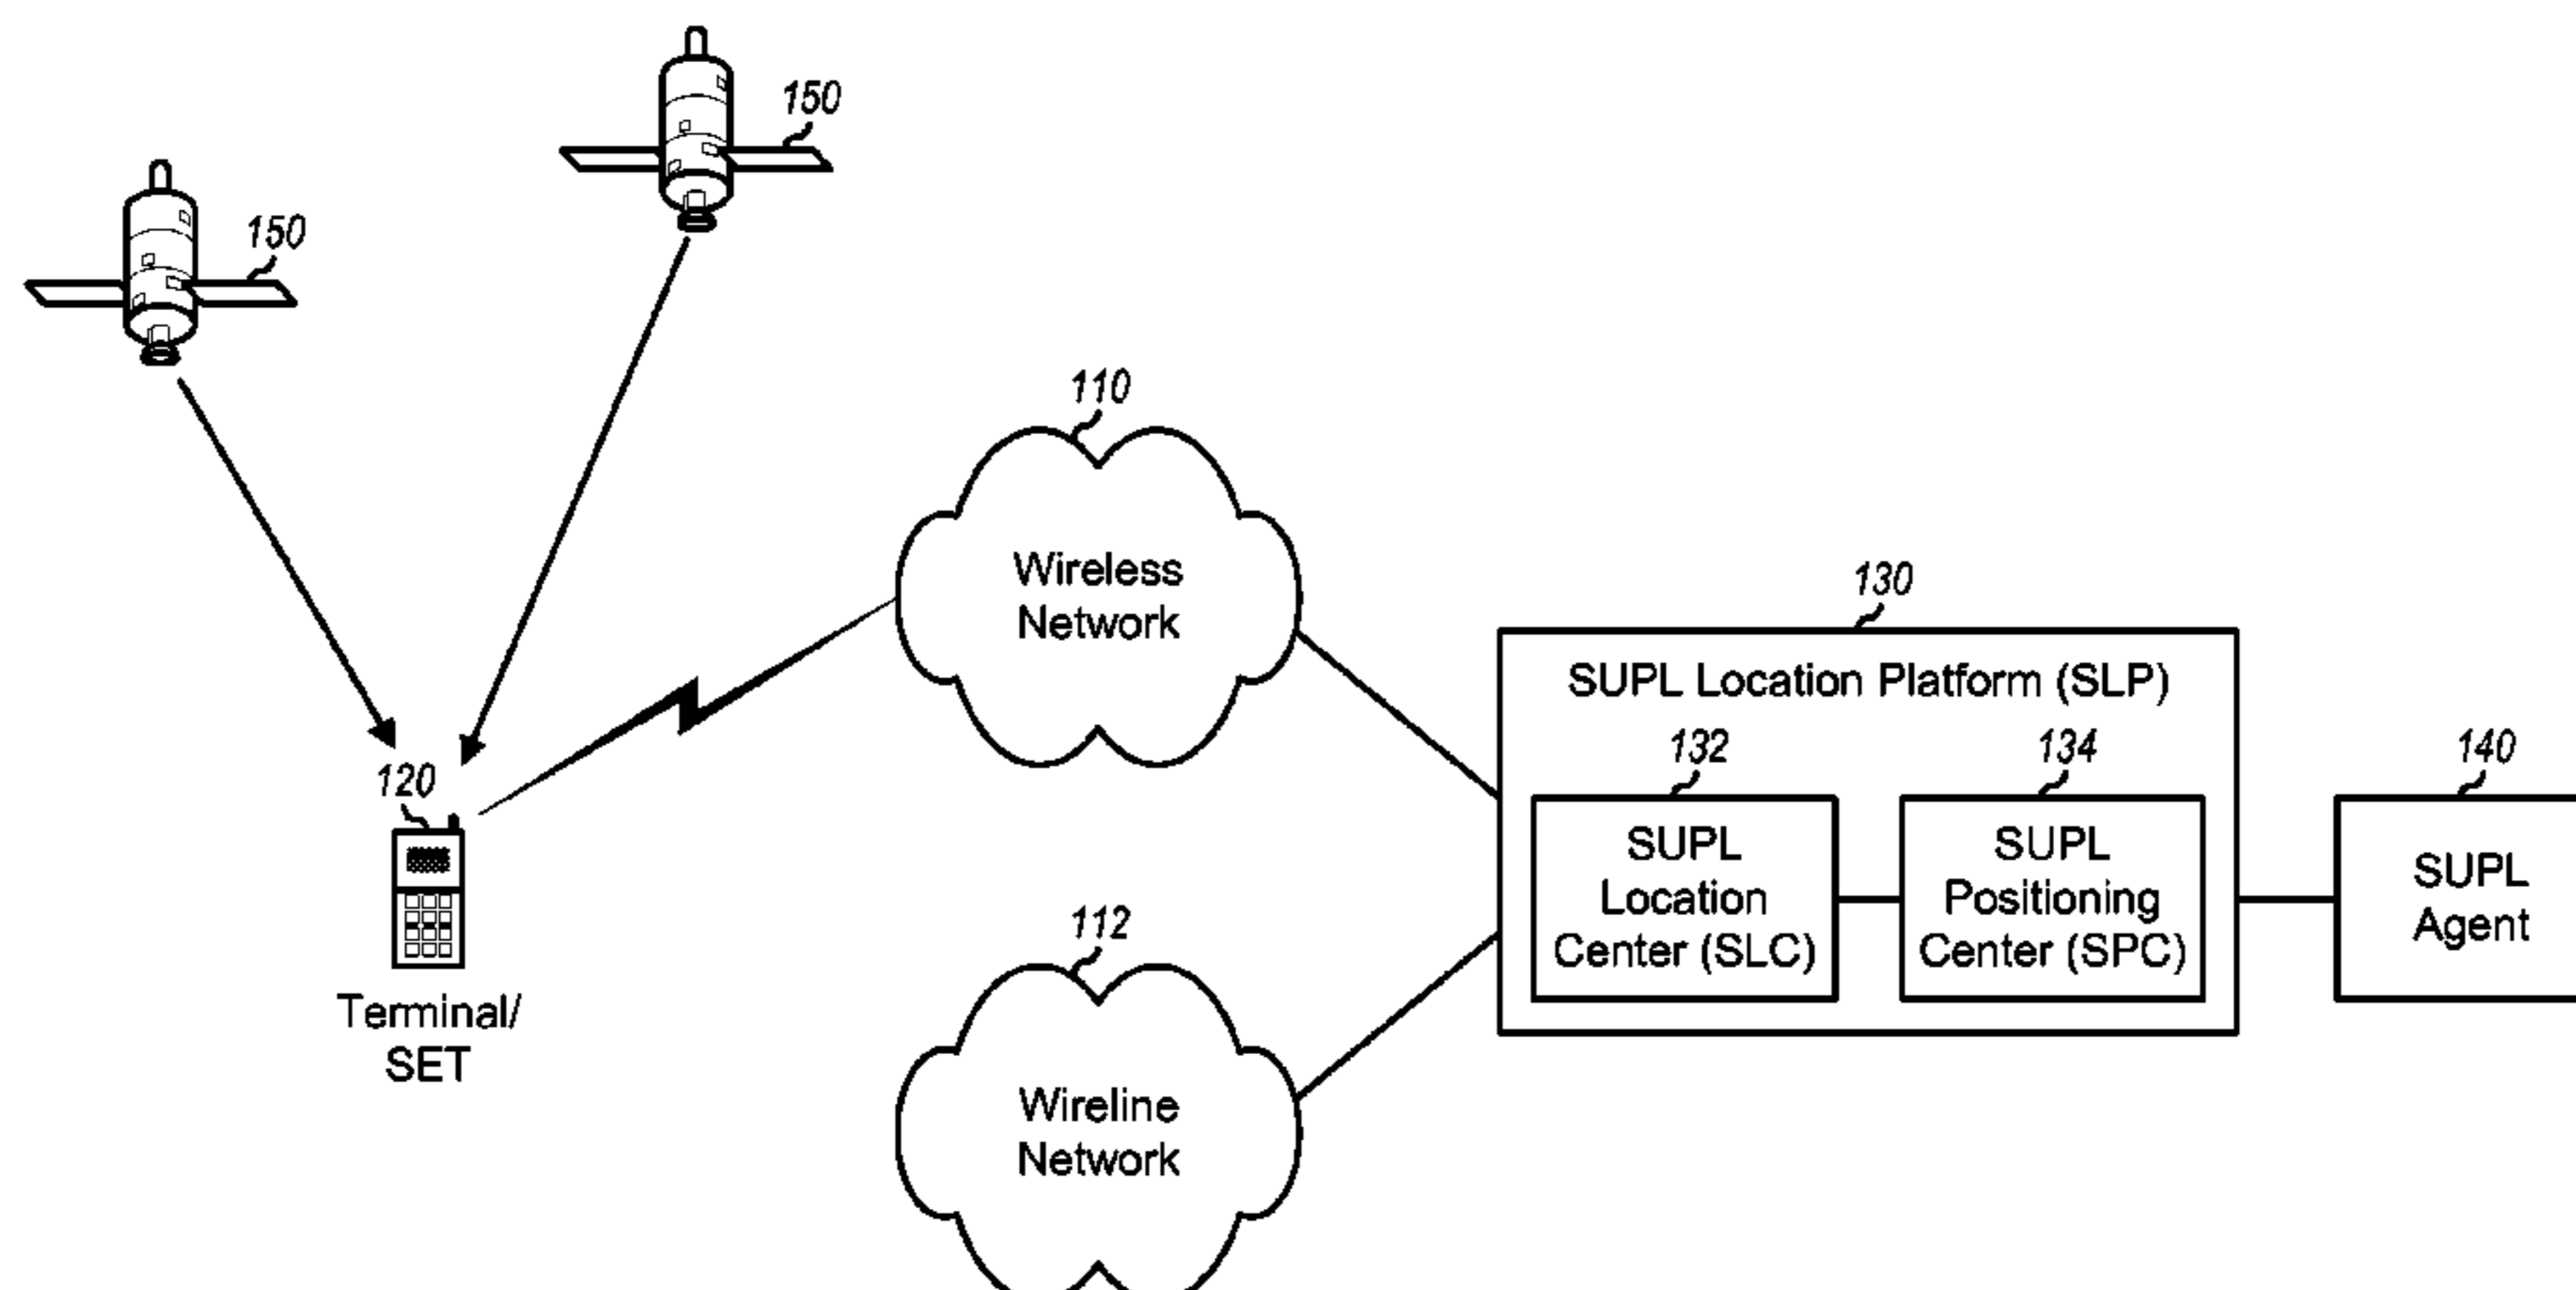 150
150
110
Wireless
Network
130
SUPL Location Platform (SLP)
132
SUPL
Location
Center (SLC)
134
SUPL
Positioning
Center (SPC)
140
SUPL
Agent
120
Terminal/
SET
112
Wireline
Network